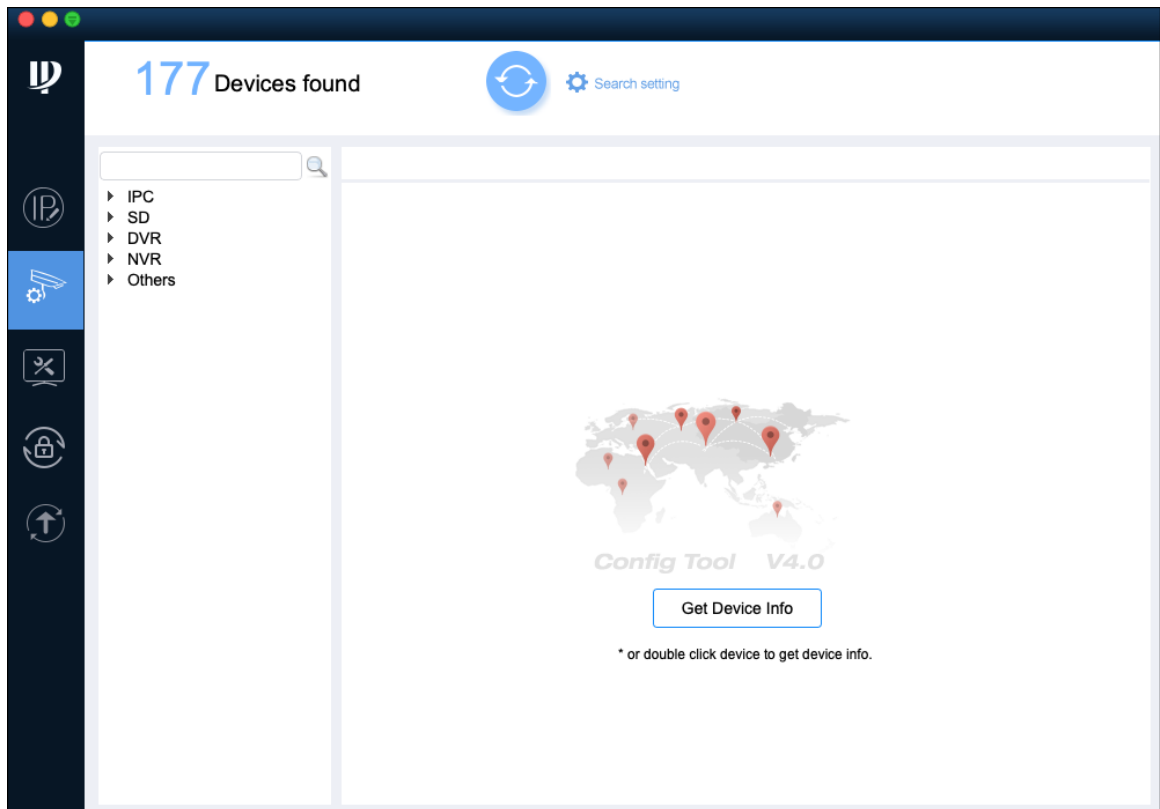 177 Devices found
Search setting
IPC
SD
DVR
NVR
Others
Config Tool V4.0
Get Device Info
* or double click device to get device info.